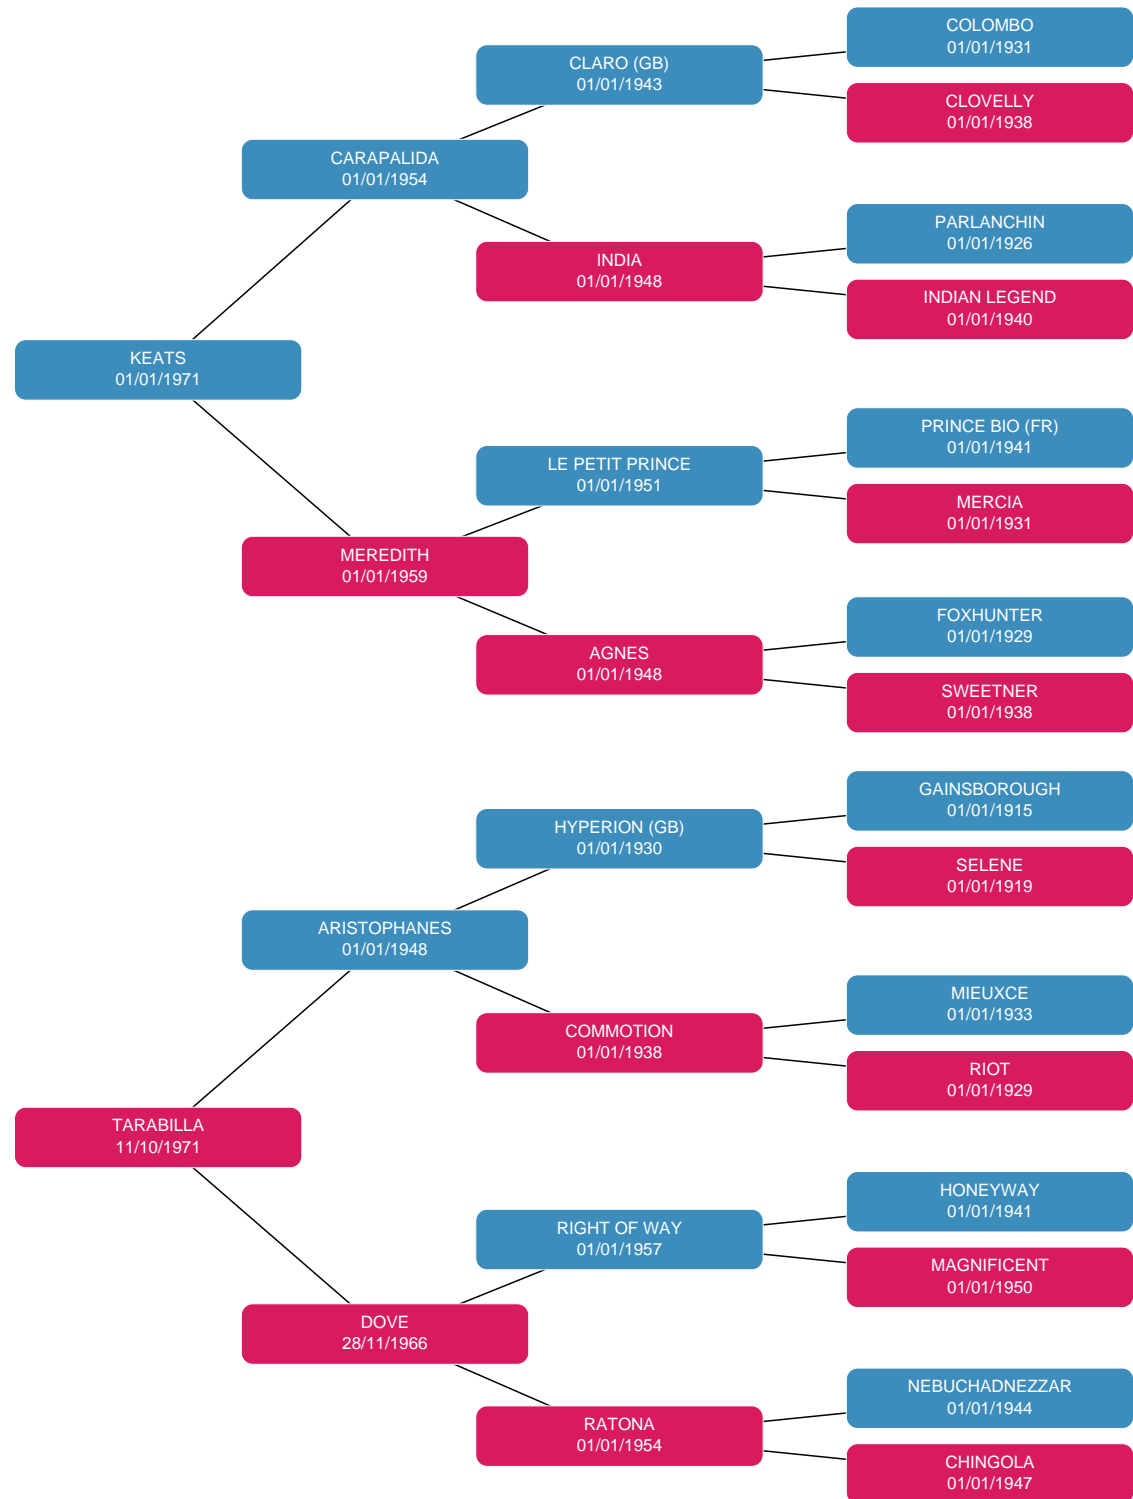 COLOMBO
01/01/1931
CLARO (GB)
01/01/1943
CLOVELLY
01/01/1938
CARAPALIDA
01/01/1954
PARLANCHIN
01/01/1926
INDIA
01/01/1948
INDIAN LEGEND
01/01/1940
KEATS
01/01/1971
PRINCE BIO (FR)
01/01/1941
LE PETIT PRINCE
01/01/1951
MERCIA
01/01/1931
MEREDITH
01/01/1959
FOXHUNTER
01/01/1929
AGNES
01/01/1948
SWEETNER
01/01/1938
GAINSBOROUGH
01/01/1915
HYPERION (GB)
01/01/1930
SELENE
01/01/1919
ARISTOPHANES
01/01/1948
MIEUXCE
01/01/1933
COMMOTION
01/01/1938
RIOT
01/01/1929
TARABILLA
11/10/1971
HONEYWAY
01/01/1941
RIGHT OF WAY
01/01/1957
MAGNIFICENT
01/01/1950
DOVE
28/11/1966
NEBUCHADNEZZAR
01/01/1944
RATONA
01/01/1954
CHINGOLA
01/01/1947